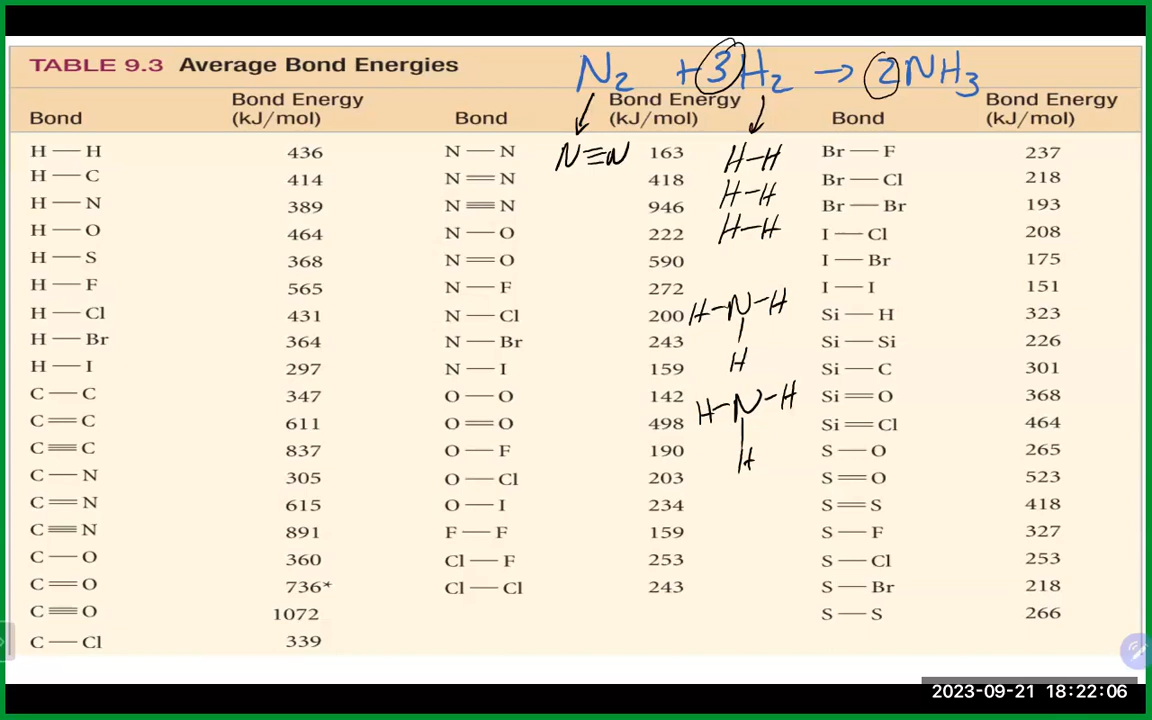 TABLE 9.3 Average Bond Energies
N2 + 3H2 → 2NH3
Bond Bond Energy (kJ/mol) Bond Bond Energy (kJ/mol) Bond Bond Energy (kJ/mol)
H — H 436 N — N N≡N 163 H-H Br — F 237
H — C 414 N = N 418 H-H Br — Cl 218
H — N 389 N ≡ N 946 H-H Br — Br 193
H — O 464 N — O 222 I — Cl 208
H — S 368 N = O 590 I — Br 175
H — F 565 N — F 272 I — I 151
H — Cl 431 N — Cl 200 H-N-H Si — H 323
H — Br 364 N — Br 243 H Si — Si 226
H — I 297 N — I 159 Si — C 301
C — C 347 O — O 142 H-N-H Si = O 368
C = C 611 O = O 498 Si = Cl 464
C ≡ C 837 O — F 190 H S — O 265
C — N 305 O — Cl 203 S = O 523
C = N 615 O — I 234 S = S 418
C ≡ N 891 F — F 159 S — F 327
C — O 360 Cl — F 253 S — Cl 253
C = O 736* Cl — Cl 243 S — Br 218
C ≡ O 1072 S — S 266
C — Cl 339
2023-09-21 18:22:06